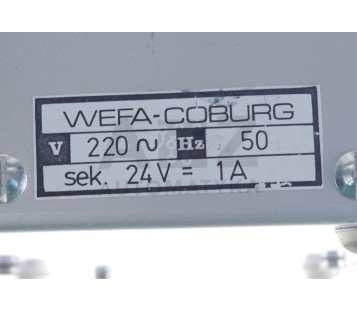 WEFA-COBURG
V 220 ~ Hz 50
sek. 24V = 1A